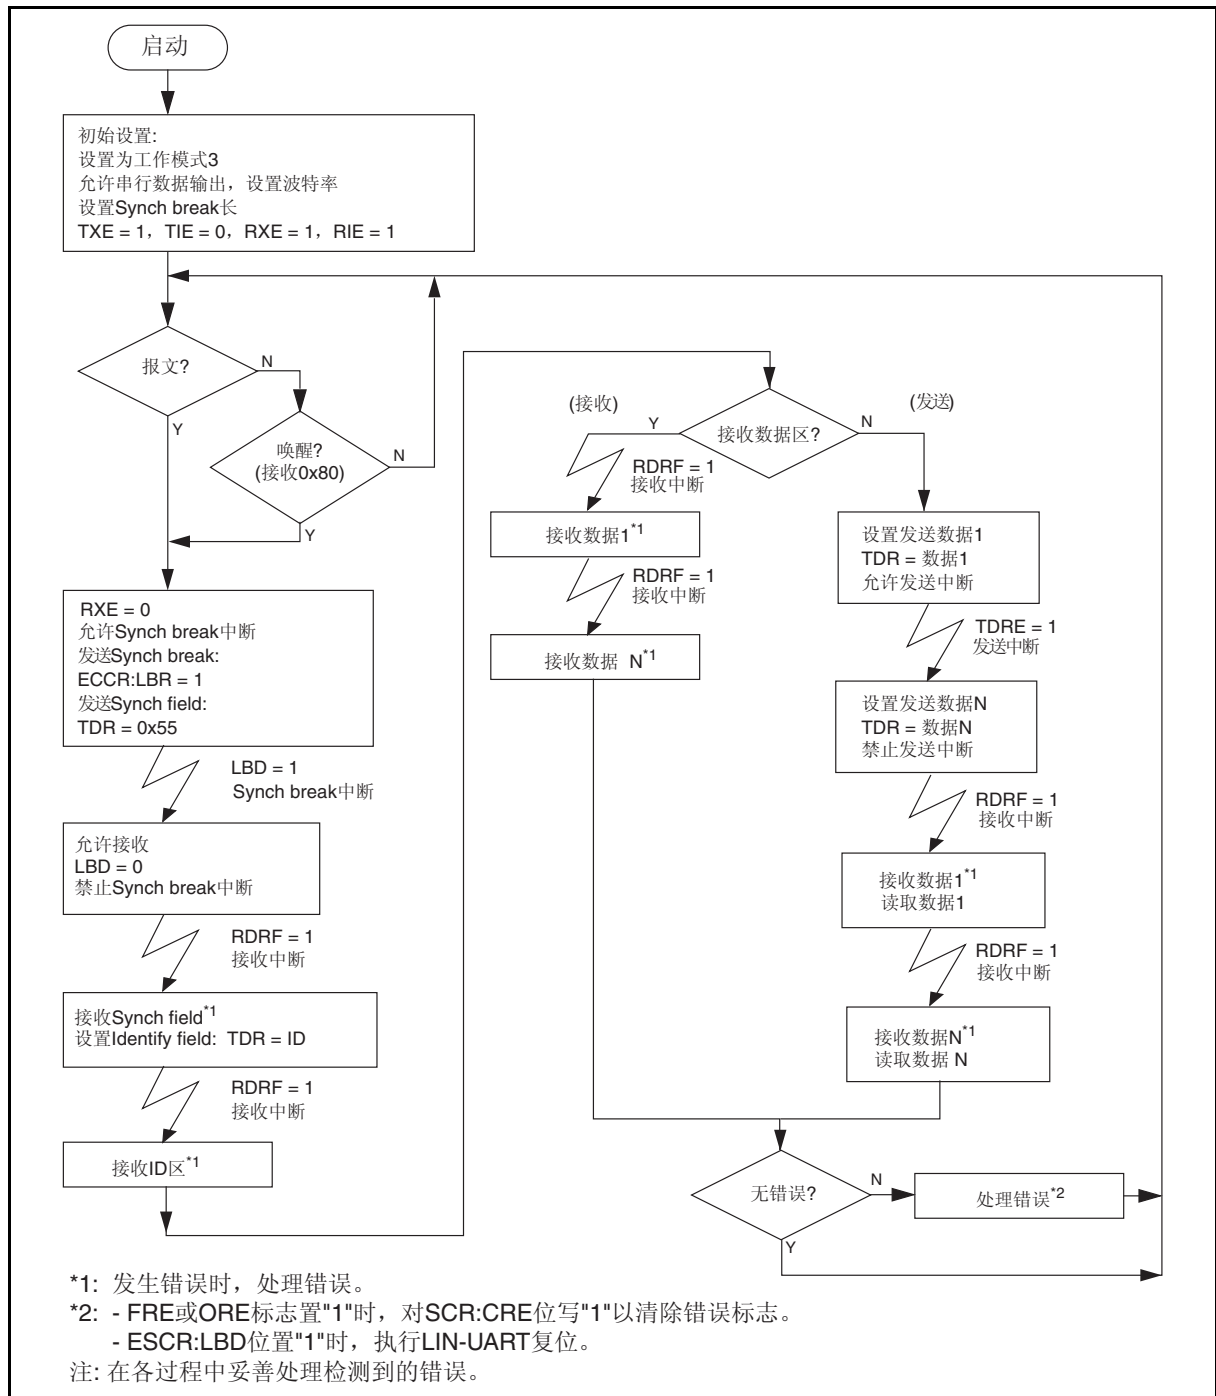 启动
初始设置:
设置为工作模式3
允许串行数据输出，设置波特率
设置Synch break长
TXE = 1，TIE = 0，RXE = 1，RIE = 1
报文?
N
Y
唤醒?
(接收0x80)
N
Y
RXE = 0
允许Synch break中断
发送Synch break:
ECCR:LBR = 1
发送Synch field:
TDR = 0x55
LBD = 1
Synch break中断
允许接收
LBD = 0
禁止Synch break中断
RDRF = 1
接收中断
接收Synch field*1
设置Identify field: TDR = ID
RDRF = 1
接收中断
接收ID区*1
接收数据区?
(接收)
Y
N
(发送)
RDRF = 1
接收中断
接收数据1*1
RDRF = 1
接收中断
接收数据 N*1
设置发送数据1
TDR = 数据1
允许发送中断
TDRE = 1
发送中断
设置发送数据N
TDR = 数据N
禁止发送中断
RDRF = 1
接收中断
接收数据1*1
读取数据1
RDRF = 1
接收中断
接收数据N*1
读取数据 N
无错误?
N
处理错误*2
Y
*1: 发生错误时，处理错误。
*2: - FRE或ORE标志置"1"时，对SCR:CRE位写"1"以清除错误标志。
- ESCR:LBD位置"1"时，执行LIN-UART复位。
注: 在各过程中妥善处理检测到的错误。